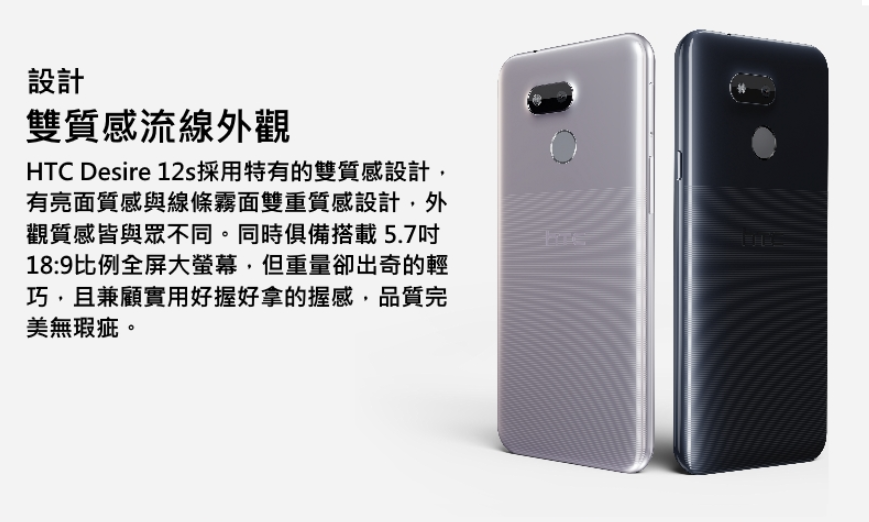 設計
雙質感流線外觀
HTC Desire 12s採用特有的雙質感設計，
有亮面質感與線條霧面雙重質感設計，外
觀質感皆與眾不同。同時俱備搭載 5.7吋
18:9比例全屏大螢幕，但重量卻出奇的輕
巧，且兼顧實用好握好拿的握感，品質完
美無瑕疵。
HTC
HTC